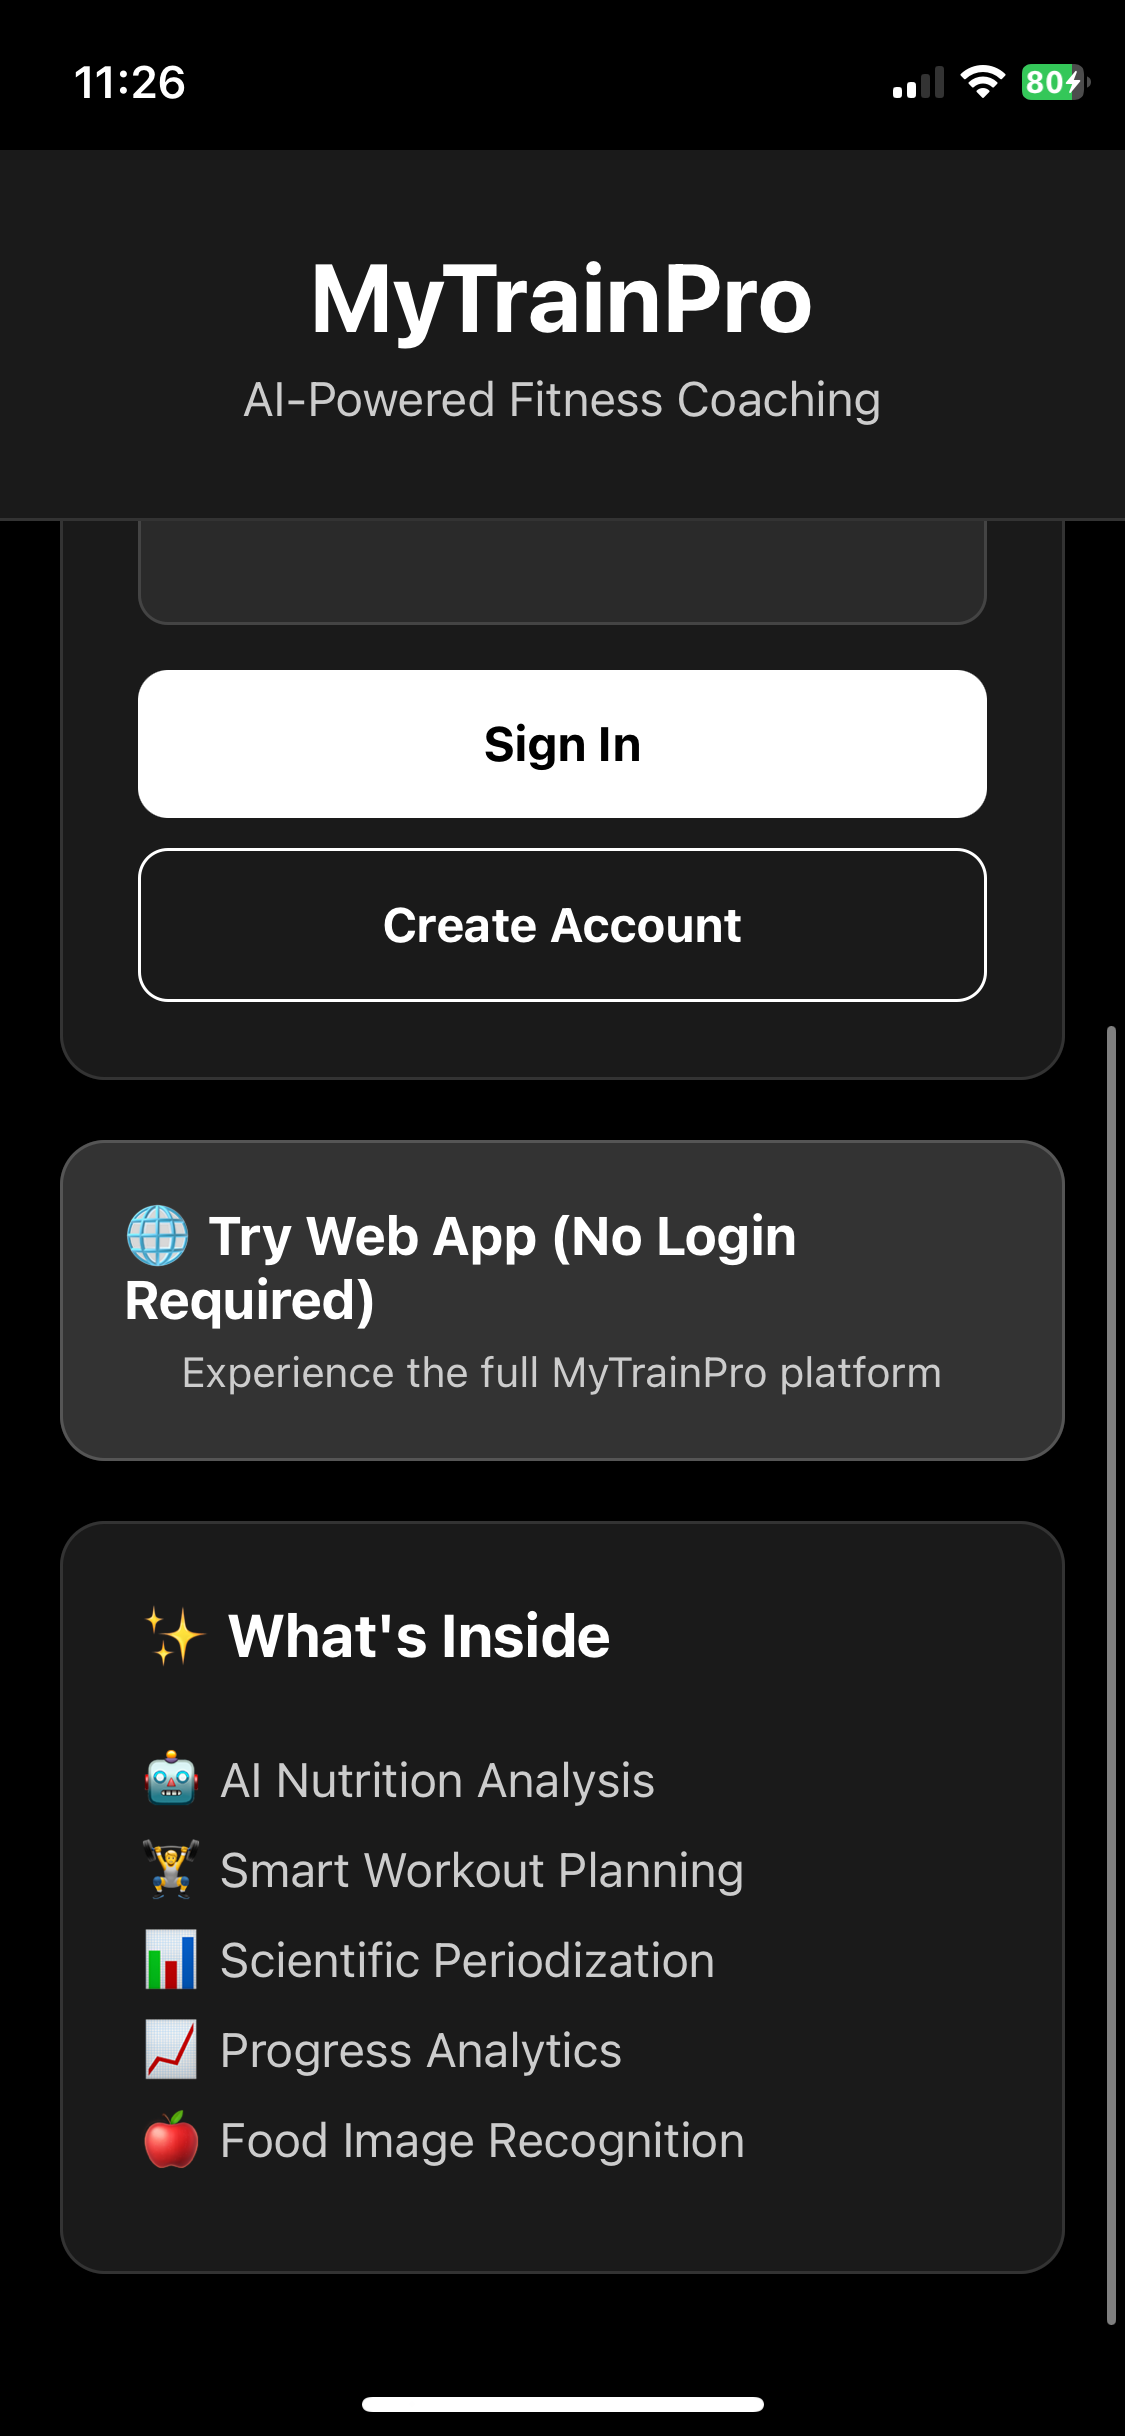 11:26
80
MyTrainPro
AI-Powered Fitness Coaching
Sign In
Create Account
🌐 Try Web App (No Login
Required)
Experience the full MyTrainPro platform
✨ What's Inside
🤖 AI Nutrition Analysis
🏋️ Smart Workout Planning
📊 Scientific Periodization
📈 Progress Analytics
🍎 Food Image Recognition